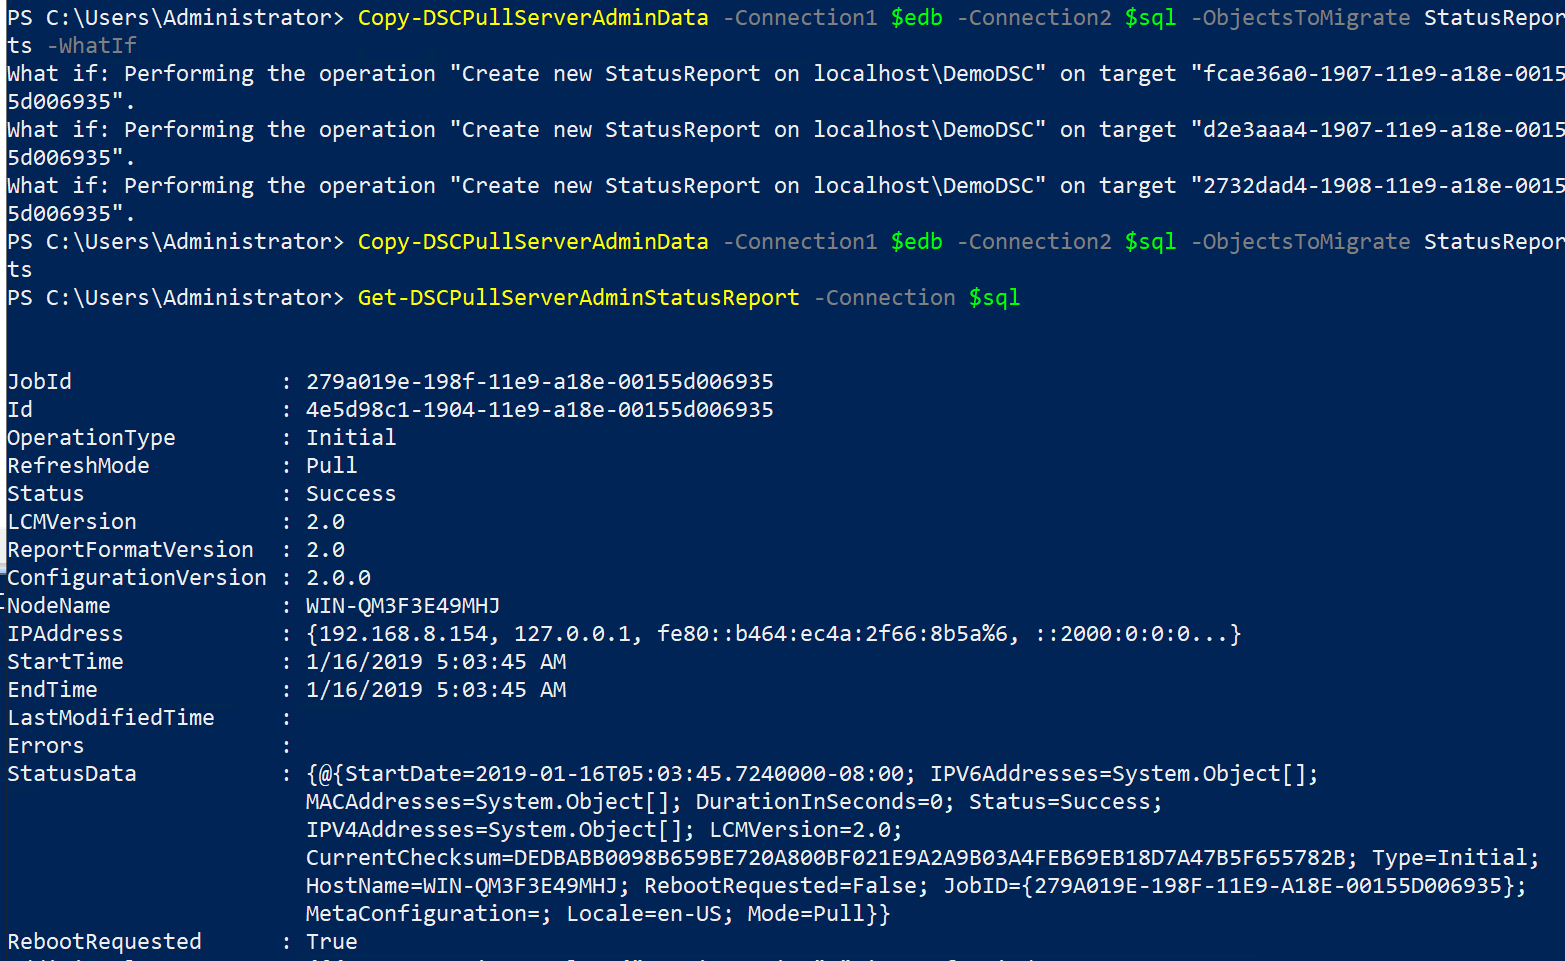 PS C:\Users\Administrator> Copy-DSCPullServerAdminData -Connection1 $edb -Connection2 $sql -ObjectsToMigrate StatusRepor
ts -WhatIf
What if: Performing the operation "Create new StatusReport on localhost\DemoDSC" on target "fcae36a0-1907-11e9-a18e-0015
5d006935".
What if: Performing the operation "Create new StatusReport on localhost\DemoDSC" on target "d2e3aaa4-1907-11e9-a18e-0015
5d006935".
What if: Performing the operation "Create new StatusReport on localhost\DemoDSC" on target "2732dad4-1908-11e9-a18e-0015
5d006935".
PS C:\Users\Administrator> Copy-DSCPullServerAdminData -Connection1 $edb -Connection2 $sql -ObjectsToMigrate StatusRepor
ts
PS C:\Users\Administrator> Get-DSCPullServerAdminStatusReport -Connection $sql
JobId : 279a019e-198f-11e9-a18e-00155d006935
Id : 4e5d98c1-1904-11e9-a18e-00155d006935
OperationType : Initial
RefreshMode : Pull
Status : Success
LCMVersion : 2.0
ReportFormatVersion : 2.0
ConfigurationVersion : 2.0.0
NodeName : WIN-QM3F3E49MHJ
IPAddress : {192.168.8.154, 127.0.0.1, fe80::b464:ec4a:2f66:8b5a%6, ::2000:0:0:0...}
StartTime : 1/16/2019 5:03:45 AM
EndTime : 1/16/2019 5:03:45 AM
LastModifiedTime :
Errors :
StatusData : {@{StartDate=2019-01-16T05:03:45.7240000-08:00; IPV6Addresses=System.Object[];
MACAddresses=System.Object[]; DurationInSeconds=0; Status=Success;
IPV4Addresses=System.Object[]; LCMVersion=2.0;
CurrentChecksum=DEDBABB0098B659BE720A800BF021E9A2A9B03A4FEB69EB18D7A47B5F655782B; Type=Initial;
HostName=WIN-QM3F3E49MHJ; RebootRequested=False; JobID={279A019E-198F-11E9-A18E-00155D006935};
MetaConfiguration=; Locale=en-US; Mode=Pull}}
RebootRequested : True